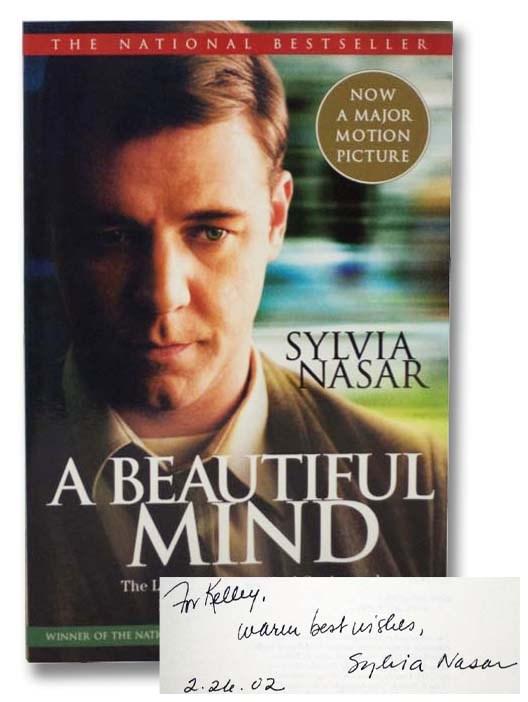 THE NATIONAL BESTSELLER
NOW
A MAJOR
MOTION
PICTURE
SYLVIA
NASAR
A BEAUTIFUL
MIND
The
WINNER OF THE
For Kelley,
warm best wishes,
Sylvia Nasar
2.26.02